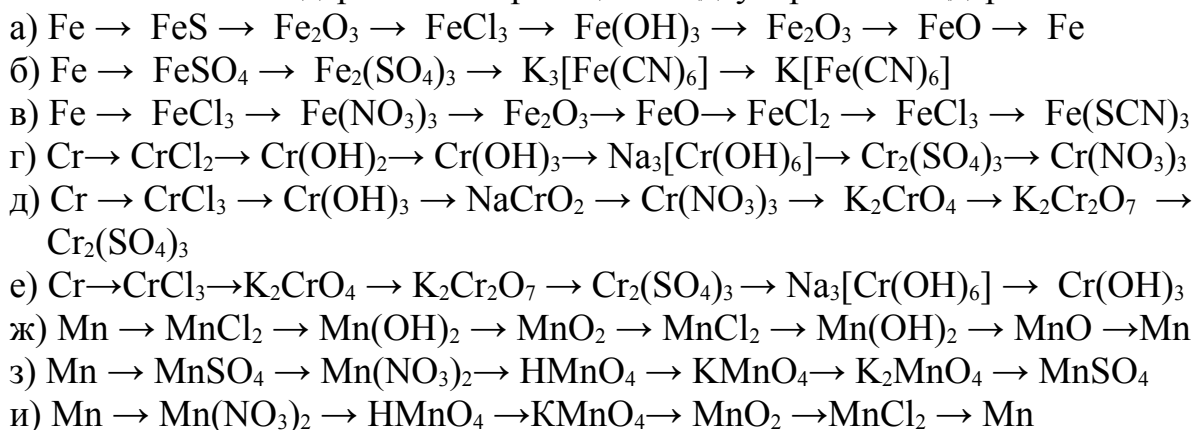 а) Fe → FeS → Fe₂O₃ → FeCl₃ → Fe(OH)₃ → Fe₂O₃ → FeO → Fe
б) Fe → FeSO₄ → Fe₂(SO₄)₃ → K₃[Fe(CN)₆] → K[Fe(CN)₆]
в) Fe → FeCl₃ → Fe(NO₃)₃ → Fe₂O₃→ FeO→ FeCl₂ → FeCl₃ → Fe(SCN)₃
г) Cr→ CrCl₂→ Cr(OH)₂→ Cr(OH)₃→ Na₃[Cr(OH)₆]→ Cr₂(SO₄)₃→ Cr(NO₃)₃
д) Cr → CrCl₃ → Cr(OH)₃ → NaCrO₂ → Cr(NO₃)₃ → K₂CrO₄ → K₂Cr₂O₇ →
Cr₂(SO₄)₃
е) Cr→CrCl₃→K₂CrO₄ → K₂Cr₂O₇ → Cr₂(SO₄)₃ → Na₃[Cr(OH)₆] → Cr(OH)₃
ж) Mn → MnCl₂ → Mn(OH)₂ → MnO₂ → MnCl₂ → Mn(OH)₂ → MnO →Mn
з) Mn → MnSO₄ → Mn(NO₃)₂→ HMnO₄ → KMnO₄→ K₂MnO₄ → MnSO₄
и) Mn → Mn(NO₃)₂ → HMnO₄ →KMnO₄→ MnO₂ →MnCl₂ → Mn